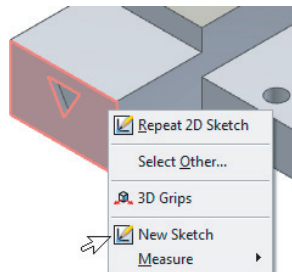 Repeat 2D Sketch
Select Other...
3D Grips
New Sketch
Measure